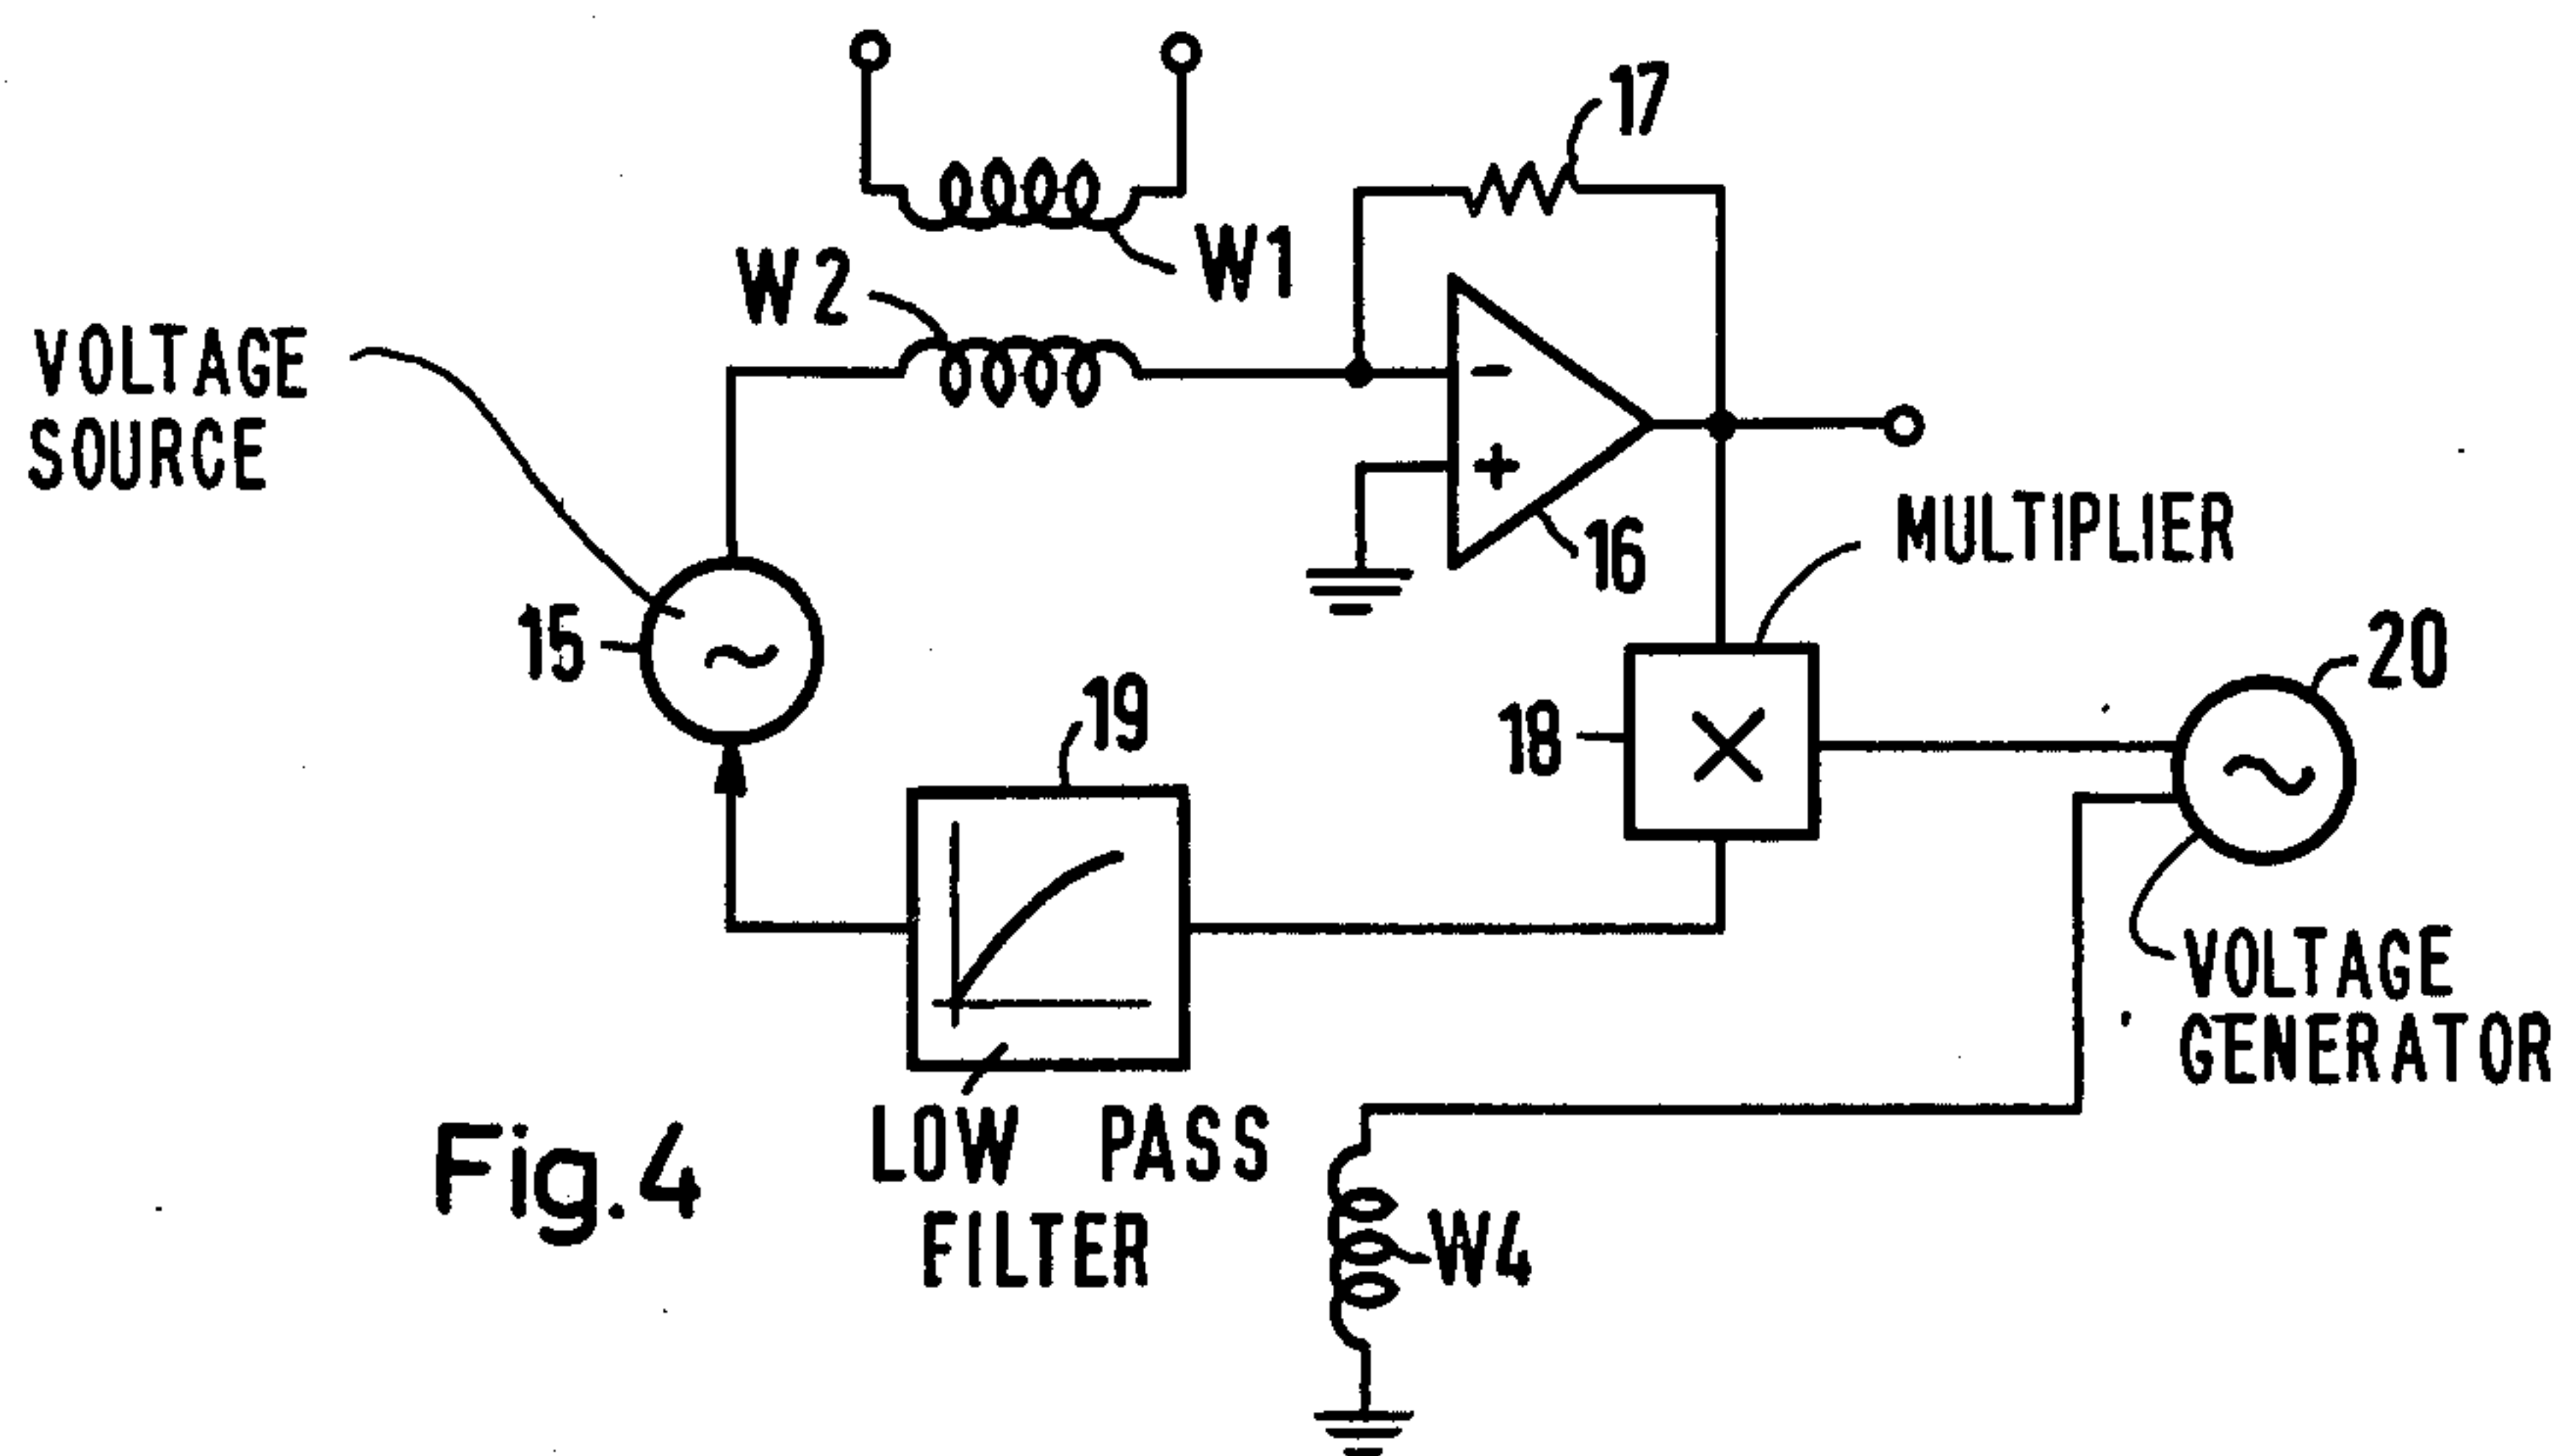 17
W1
W2
VOLTAGE
SOURCE
-
+
16
MULTIPLIER
15
20
19
18
VOLTAGE
GENERATOR
LOW PASS
FILTER
Fig.4
W4